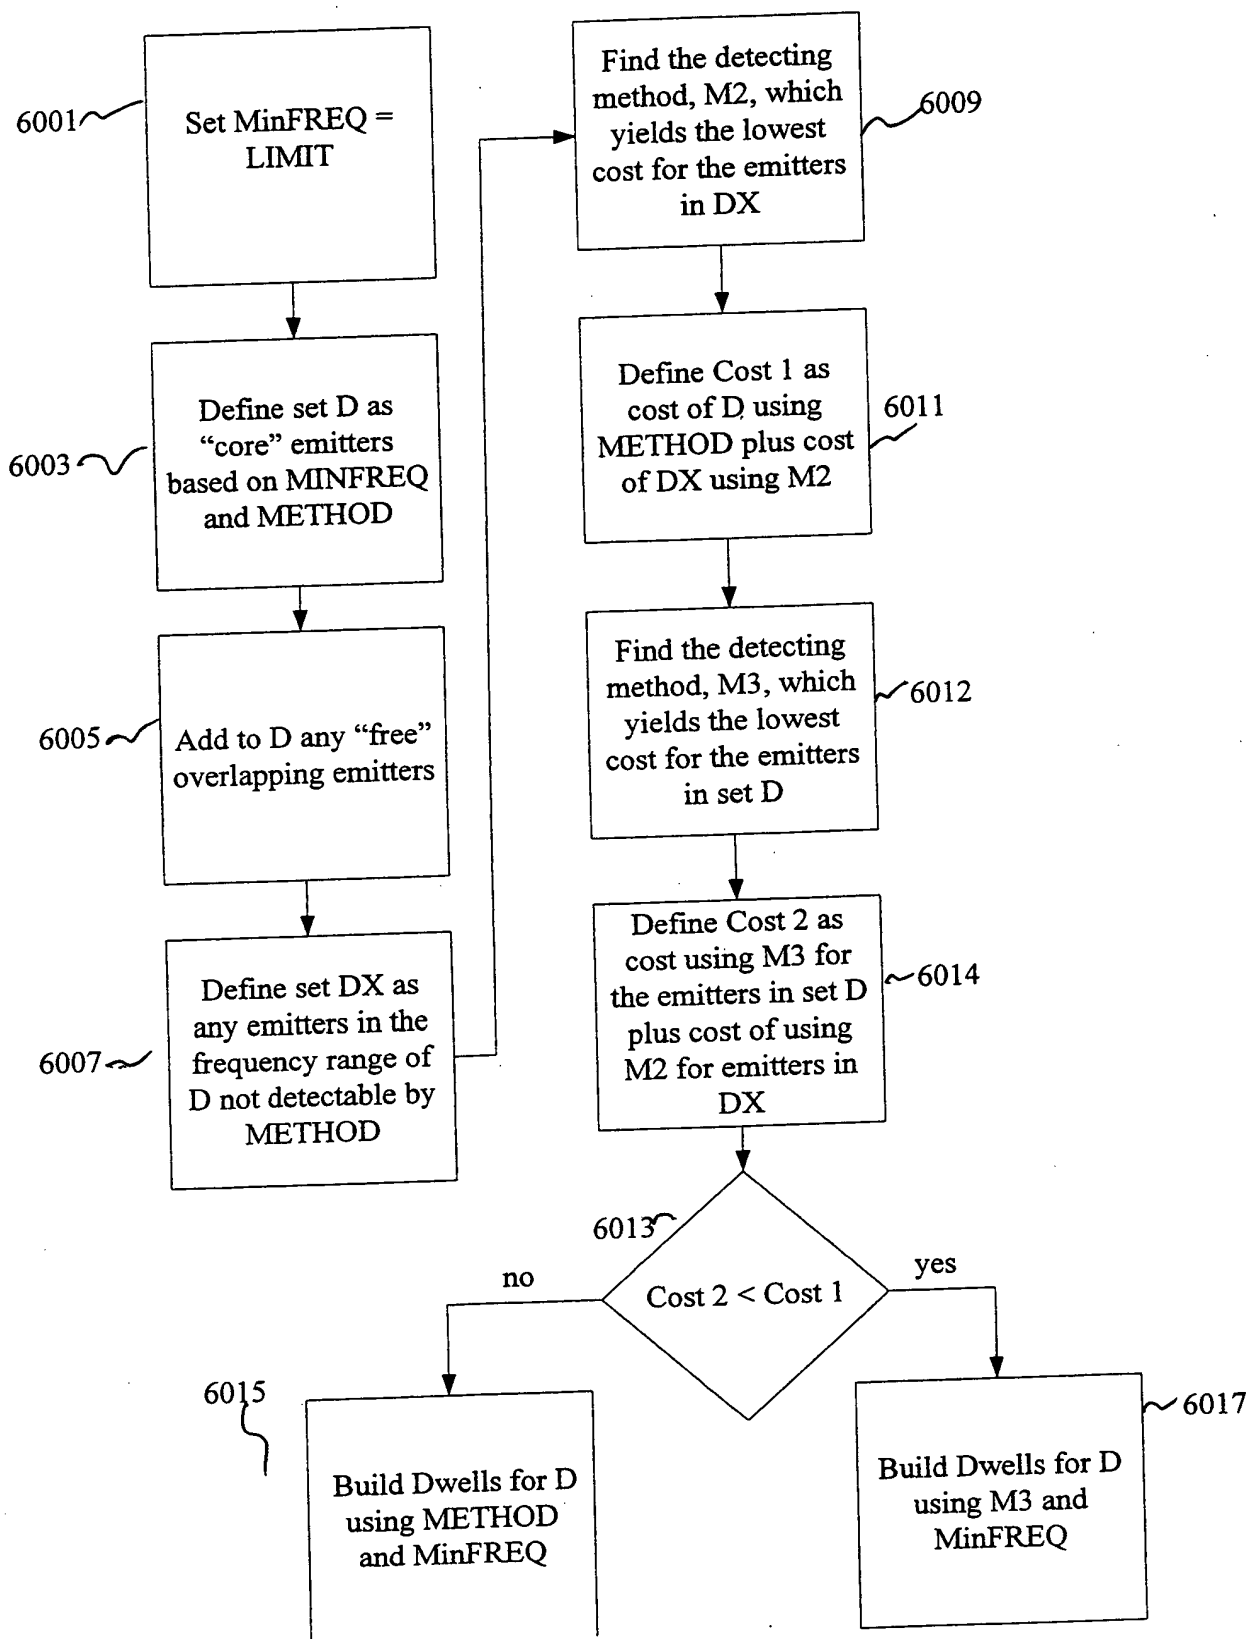 6001
Set MinFREQ =
LIMIT
6003
Define set D as
“core” emitters
based on MINFREQ
and METHOD
6005
Add to D any “free”
overlapping emitters
6007
Define set DX as
any emitters in the
frequency range of
D not detectable by
METHOD
Find the detecting
method, M2, which
yields the lowest
cost for the emitters
in DX
6009
Define Cost 1 as
cost of D using
METHOD plus cost
of DX using M2
6011
Find the detecting
method, M3, which
yields the lowest
cost for the emitters
in set D
6012
Define Cost 2 as
cost using M3 for
the emitters in set D
plus cost of using
M2 for emitters in
DX
6014
6013
Cost 2 < Cost 1
no
yes
6015
Build Dwells for D
using METHOD
and MinFREQ
6017
Build Dwells for D
using M3 and
MinFREQ